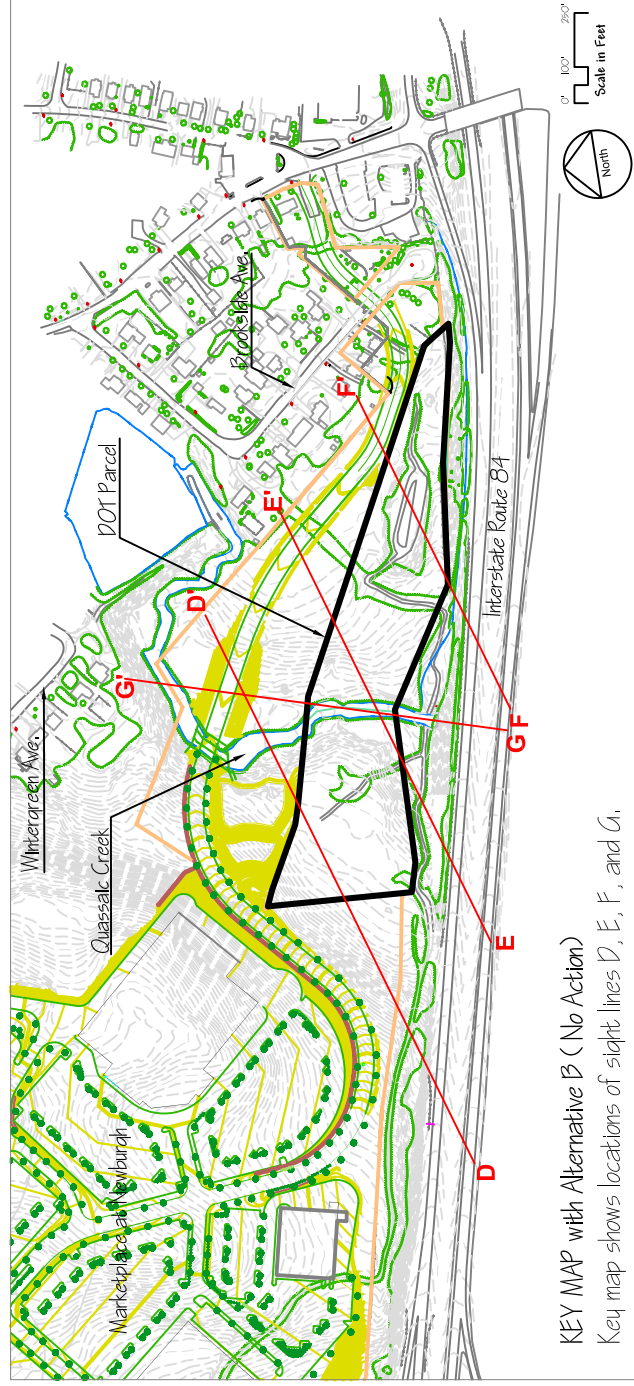 Wintergreen Ave.
Quassaic Creek
DOT Parcel
Brookside Ave.
Marketplace at Newburgh
Interstate Route 84
D'
E'
F'
G'
D
E
F
G
0' 100' 250'
Scale in Feet
North
KEY MAP with Alternative B (No Action)
Key map shows locations of sight lines D, E, F, and G.